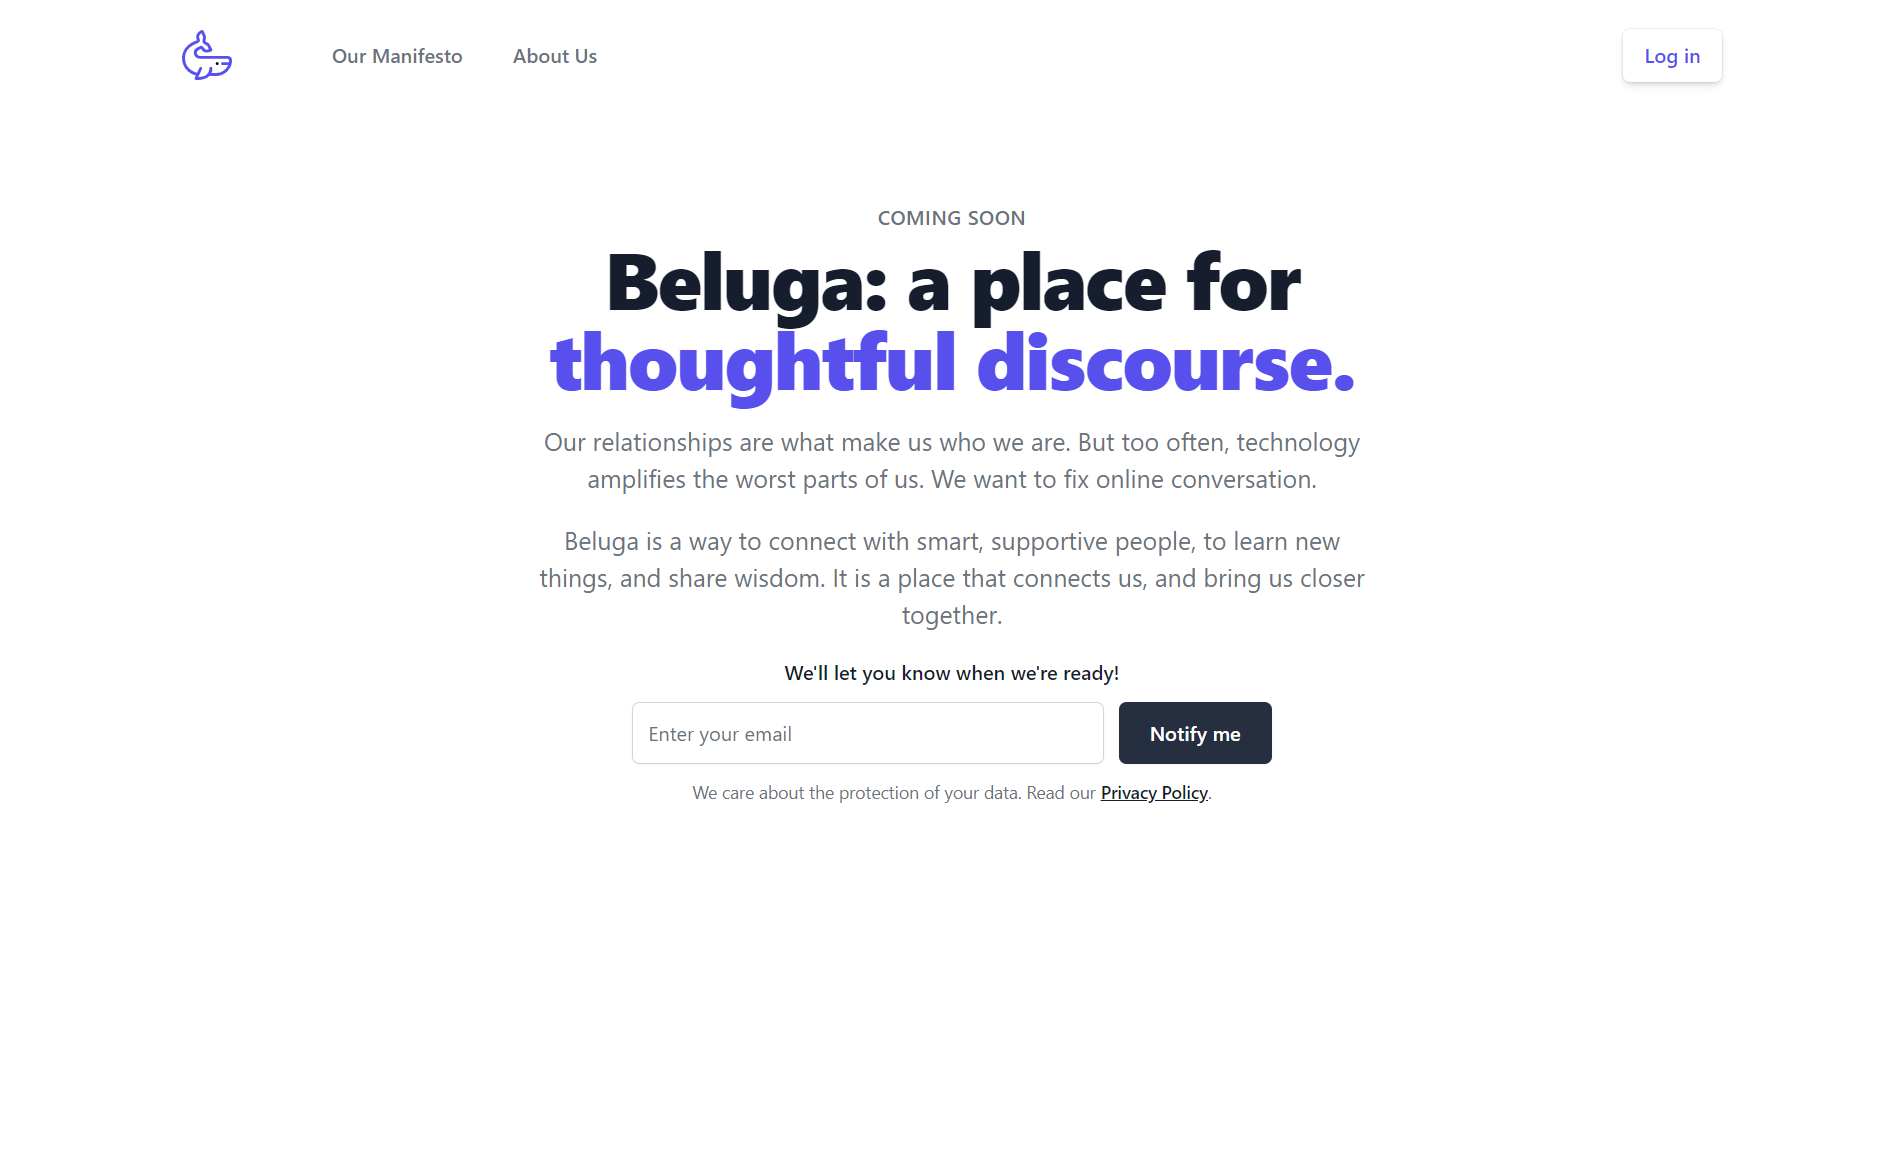 Our Manifesto
About Us
Log in
COMING SOON
Beluga: a place for
thoughtful discourse.
Our relationships are what make us who we are. But too often, technology
amplifies the worst parts of us. We want to fix online conversation.
Beluga is a way to connect with smart, supportive people, to learn new
things, and share wisdom. It is a place that connects us, and bring us closer
together.
We'll let you know when we're ready!
Enter your email
Notify me
We care about the protection of your data. Read our Privacy Policy.